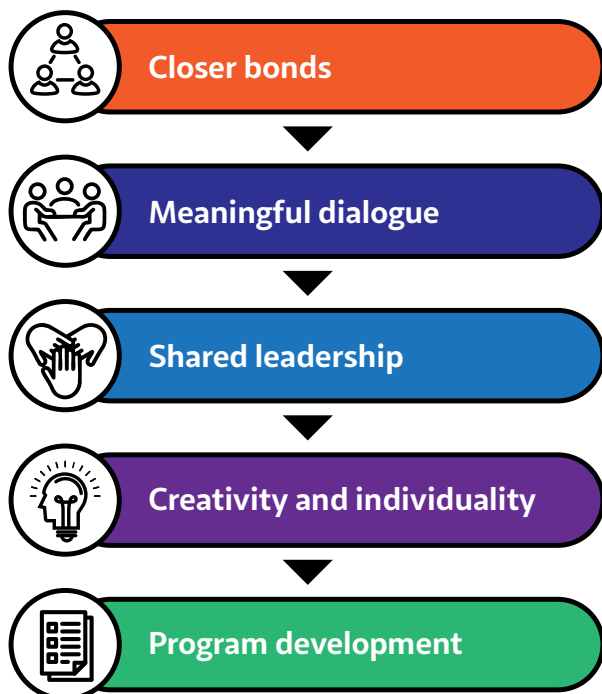 Closer bonds
Meaningful dialogue
Shared leadership
Creativity and individuality
Program development